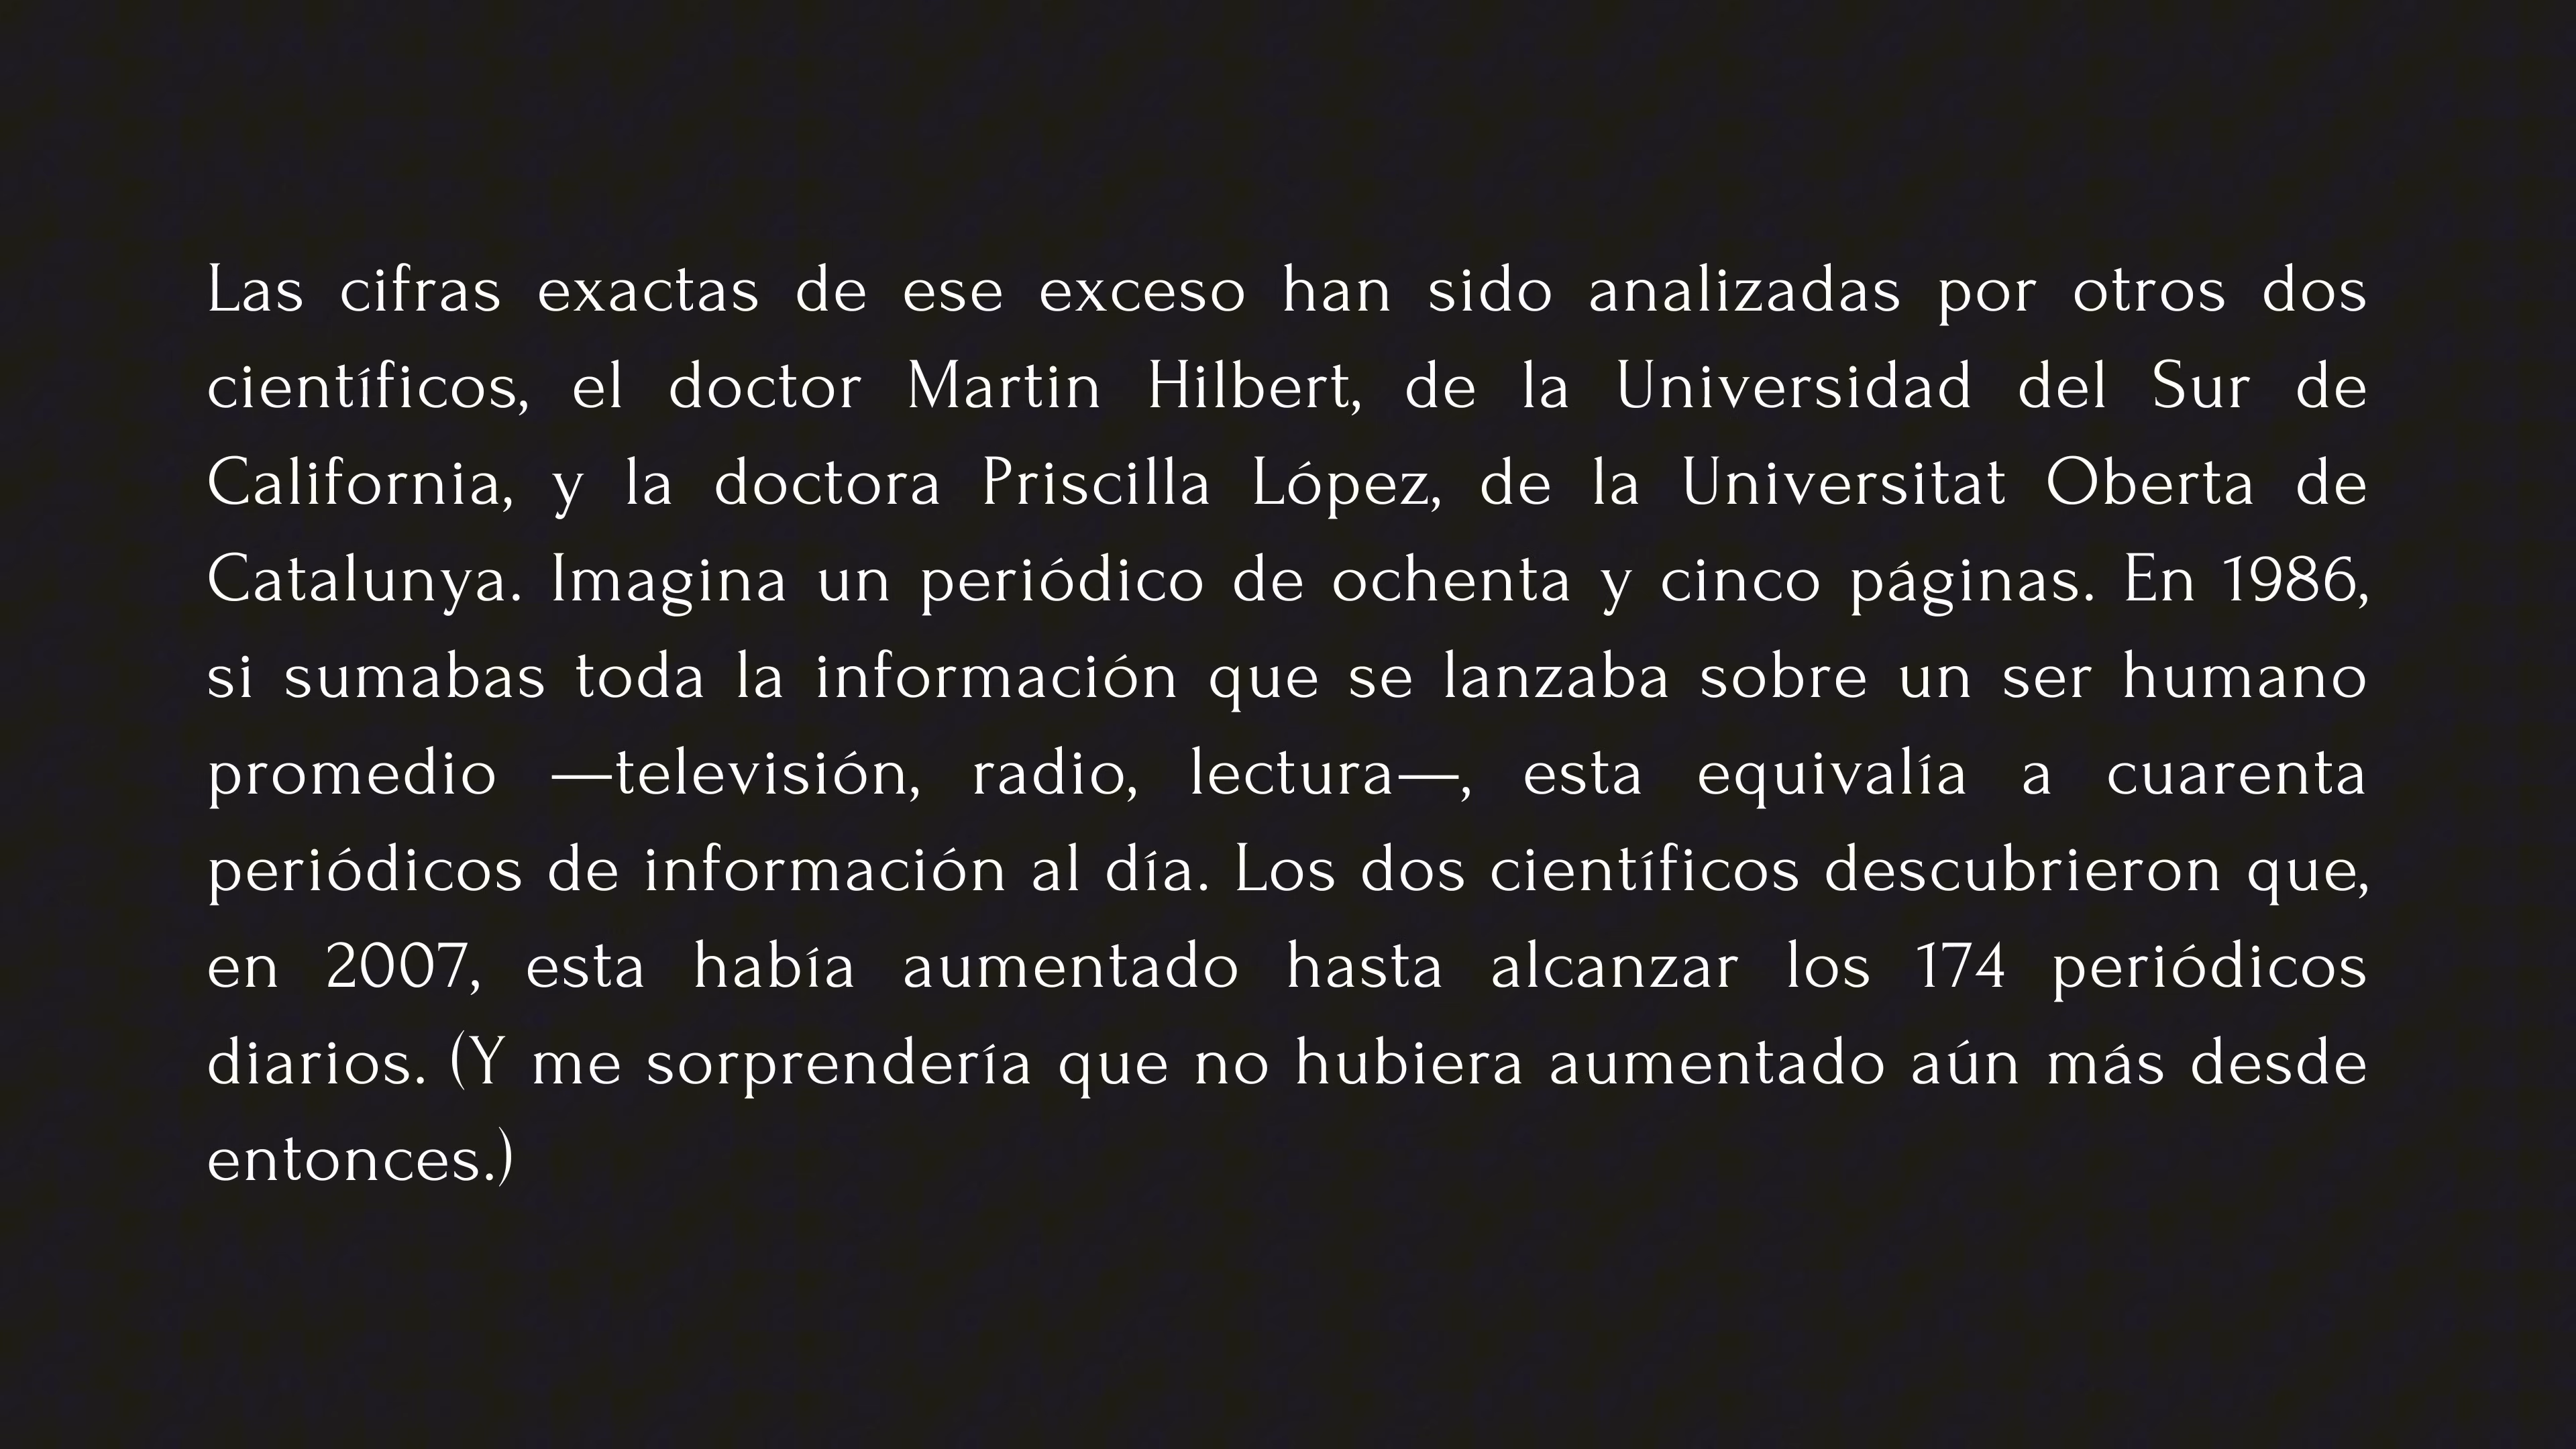 Las cifras exactas de ese exceso han sido analizadas por otros dos
científicos, el doctor Martin Hilbert, de la Universidad del Sur de
California, y la doctora Priscilla López, de la Universitat Oberta de
Catalunya. Imagina un periódico de ochenta y cinco páginas. En 1986,
si sumabas toda la información que se lanzaba sobre un ser humano
promedio —televisión, radio, lectura—, esta equivalía a cuarenta
periódicos de información al día. Los dos científicos descubrieron que,
en 2007, esta había aumentado hasta alcanzar los 174 periódicos
diarios. (Y me sorprendería que no hubiera aumentado aún más desde
entonces.)